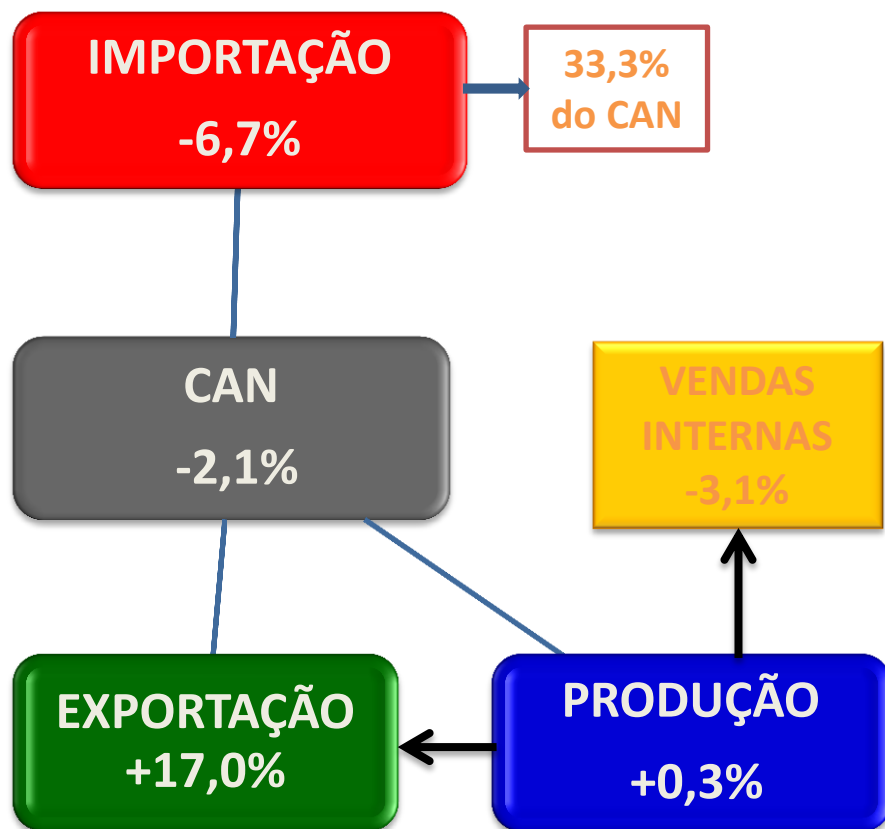 IMPORTAÇÃO
-6,7%
33,3%
do CAN
CAN
-2,1%
VENDAS
INTERNAS
-3,1%
EXPORTAÇÃO
+17,0%
PRODUÇÃO
+0,3%